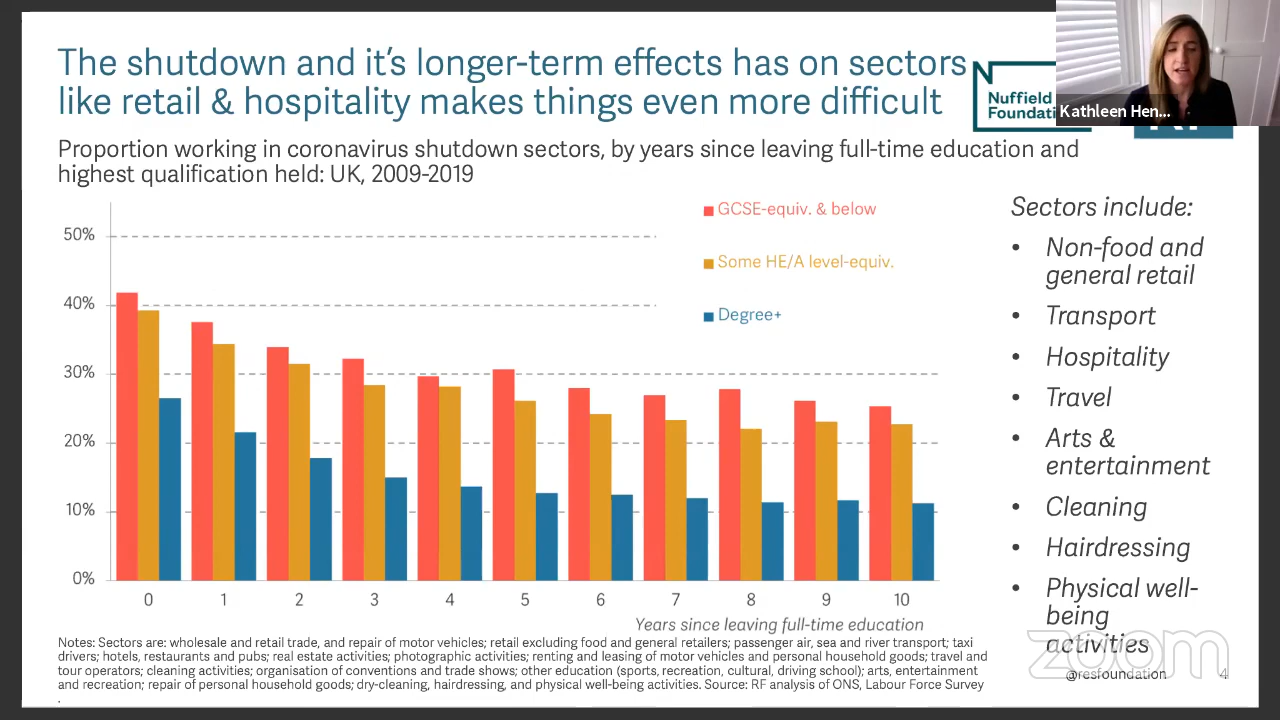 The shutdown and it's longer-term effects has on sectors
like retail & hospitality makes things even more difficult
Nuffield
Foundation
Kathleen Hen...
Proportion working in coronavirus shutdown sectors, by years since leaving full-time education and
highest qualification held: UK, 2009-2019
GCSE-equiv. & below
Some HE/A level-equiv.
Degree+
50%
40%
30%
20%
10%
0%
0 1 2 3 4 5 6 7 8 9 10
Years since leaving full-time education
Sectors include:
• Non-food and
general retail
• Transport
• Hospitality
• Travel
• Arts &
entertainment
• Cleaning
• Hairdressing
• Physical well-
being
activities
Notes: Sectors are: wholesale and retail trade, and repair of motor vehicles; retail excluding food and general retailers; passenger air, sea and river transport; taxi
drivers; hotels, restaurants and pubs; real estate activities; photographic activities; renting and leasing of motor vehicles and personal household goods; travel and
tour operators; cleaning activities; organisation of conventions and trade shows; other education (sports, recreation, cultural, driving school); arts, entertainment
and recreation; repair of personal household goods; dry-cleaning, hairdressing, and physical well-being activities. Source: RF analysis of ONS, Labour Force Survey
.
zoom
@resfoundation
4